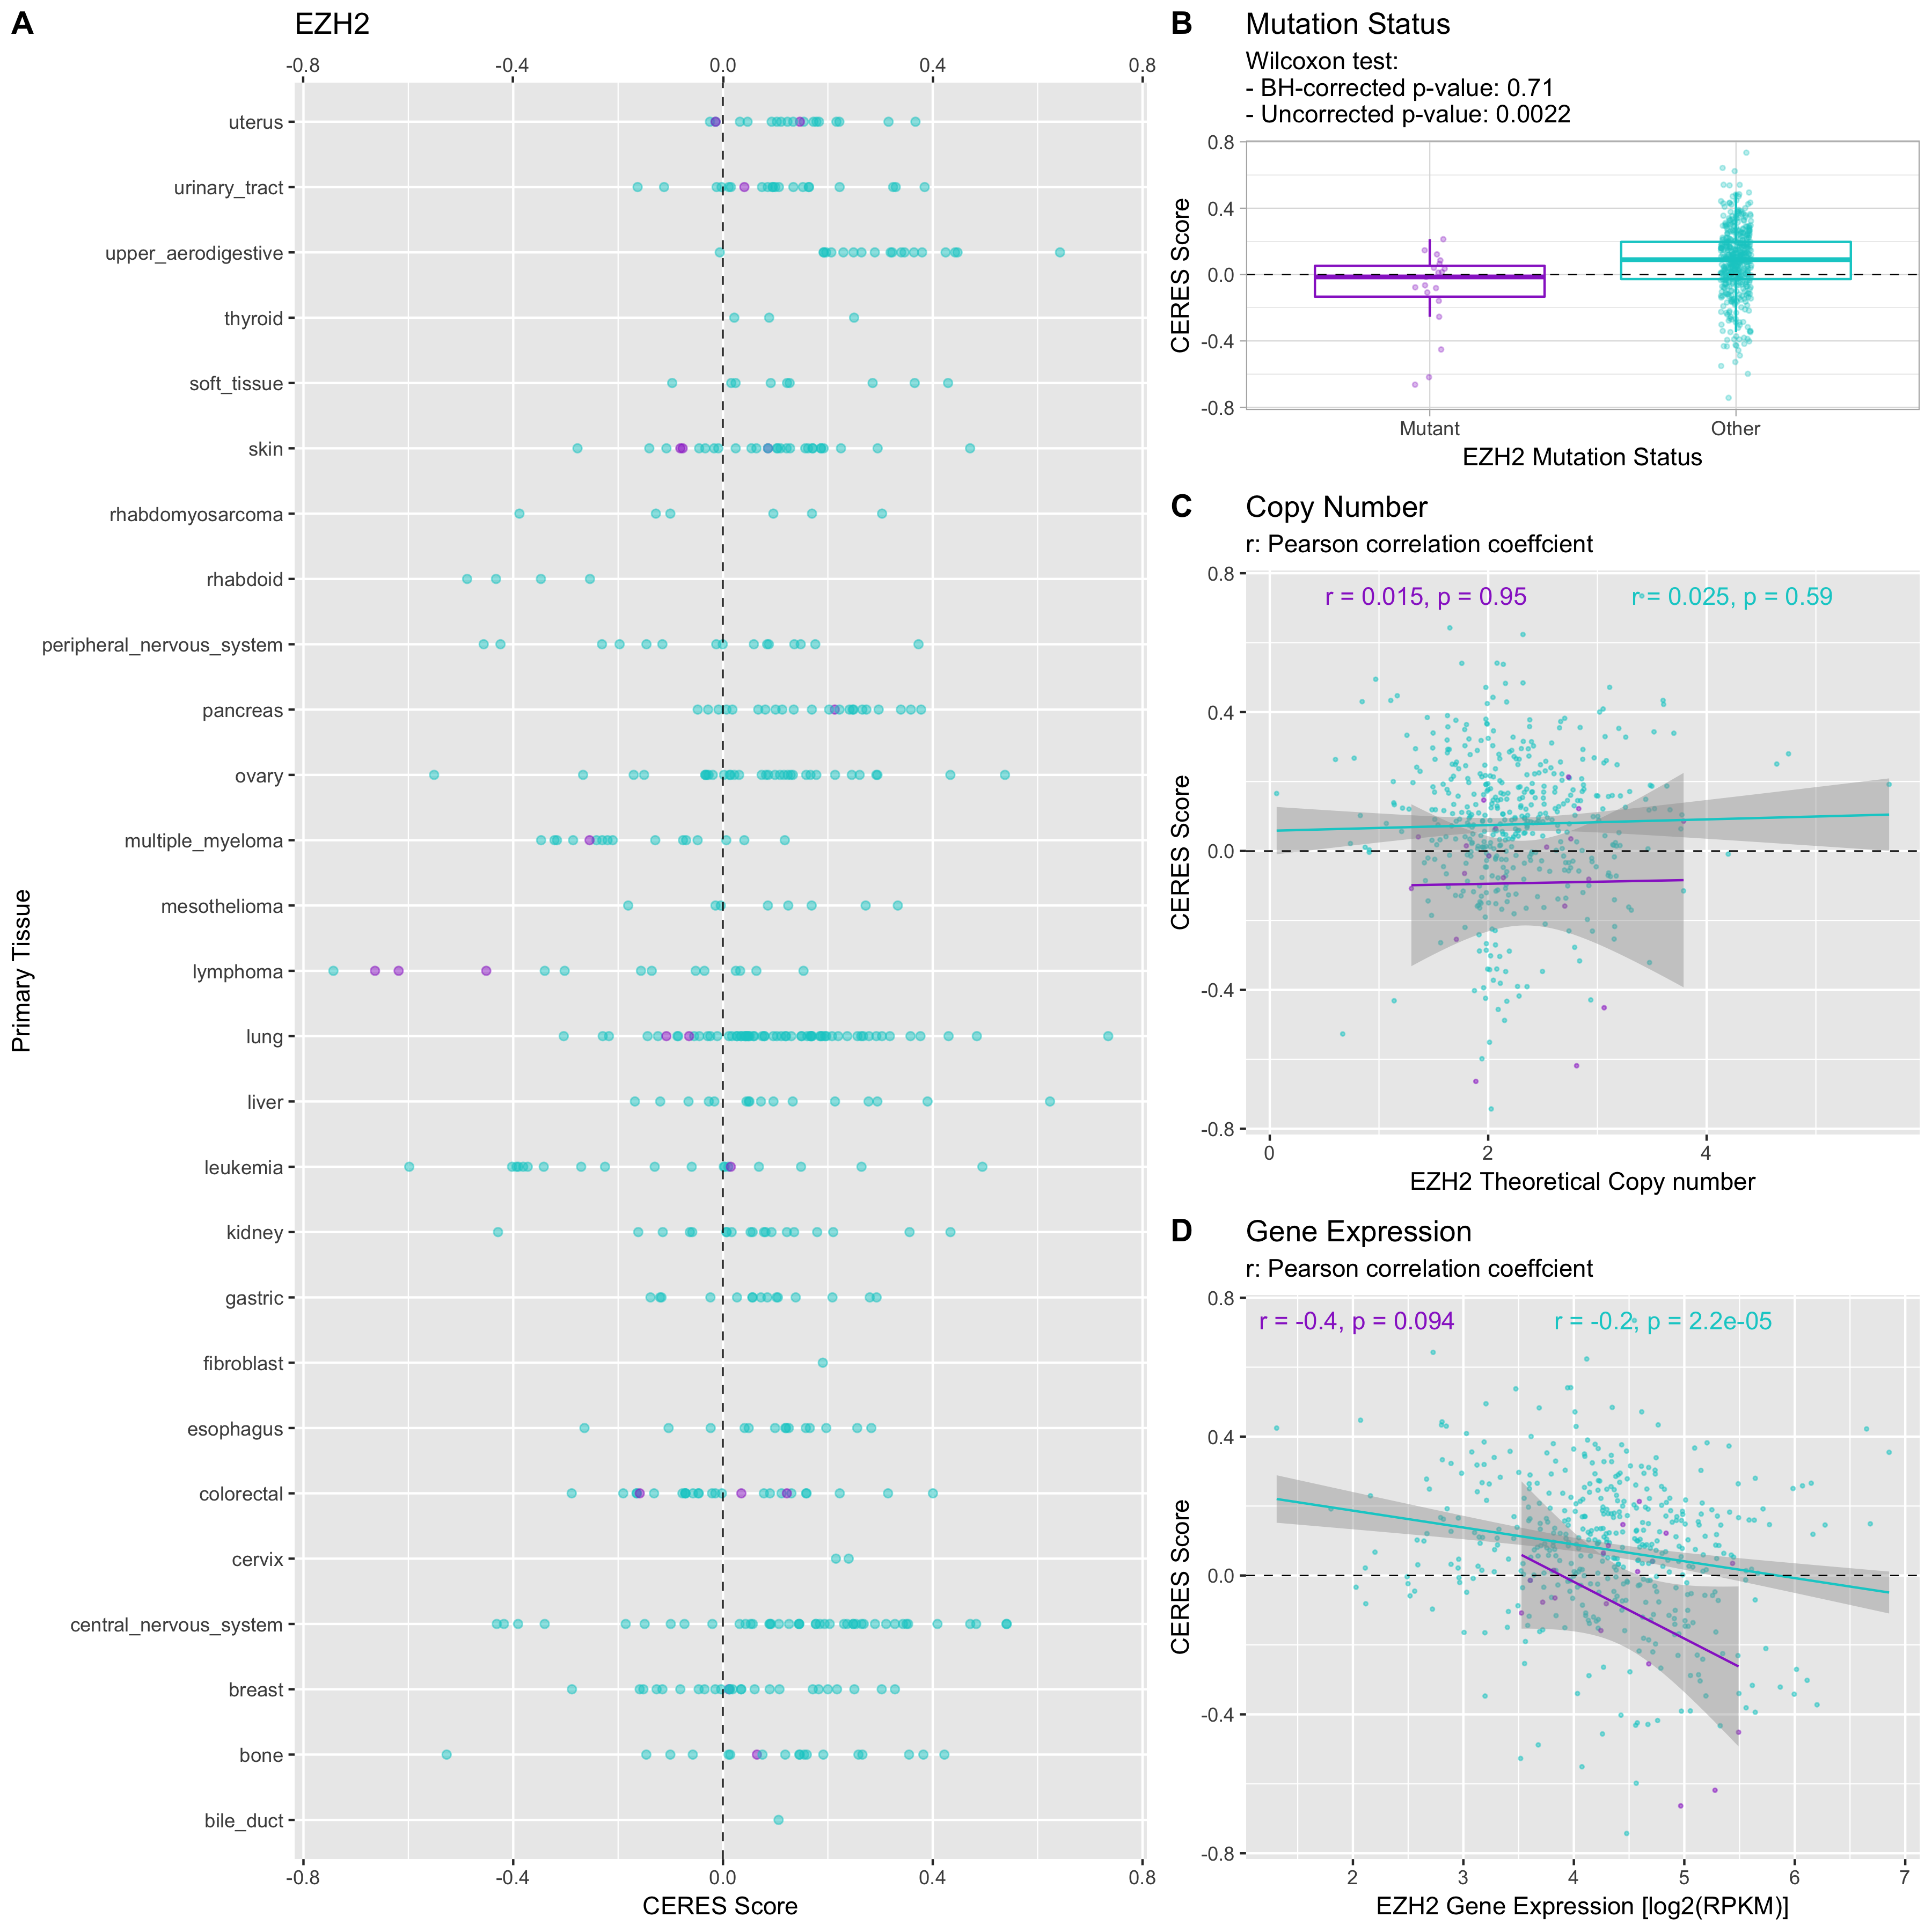 A
EZH2
-0.8 -0.4 0.0 0.4 0.8
uterus
urinary_tract
upper_aerodigestive
thyroid
soft_tissue
skin
rhabdomyosarcoma
rhabdoid
peripheral_nervous_system
pancreas
ovary
multiple_myeloma
mesothelioma
lymphoma
lung
liver
leukemia
kidney
gastric
fibroblast
esophagus
colorectal
cervix
central_nervous_system
breast
bone
bile_duct
Primary Tissue
-0.8 -0.4 0.0 0.4 0.8
CERES Score
B
Mutation Status
Wilcoxon test:
- BH-corrected p-value: 0.71
- Uncorrected p-value: 0.0022
0.8
0.4
0.0
-0.4
-0.8
CERES Score
Mutant Other
EZH2 Mutation Status
C
Copy Number
r: Pearson correlation coeffcient
r = 0.015, p = 0.95 r = 0.025, p = 0.59
0.8
0.4
0.0
-0.4
-0.8
CERES Score
0 2 4
EZH2 Theoretical Copy number
D
Gene Expression
r: Pearson correlation coeffcient
r = -0.4, p = 0.094 r = -0.2, p = 2.2e-05
0.8
0.4
0.0
-0.4
-0.8
CERES Score
2 3 4 5 6 7
EZH2 Gene Expression [log2(RPKM)]